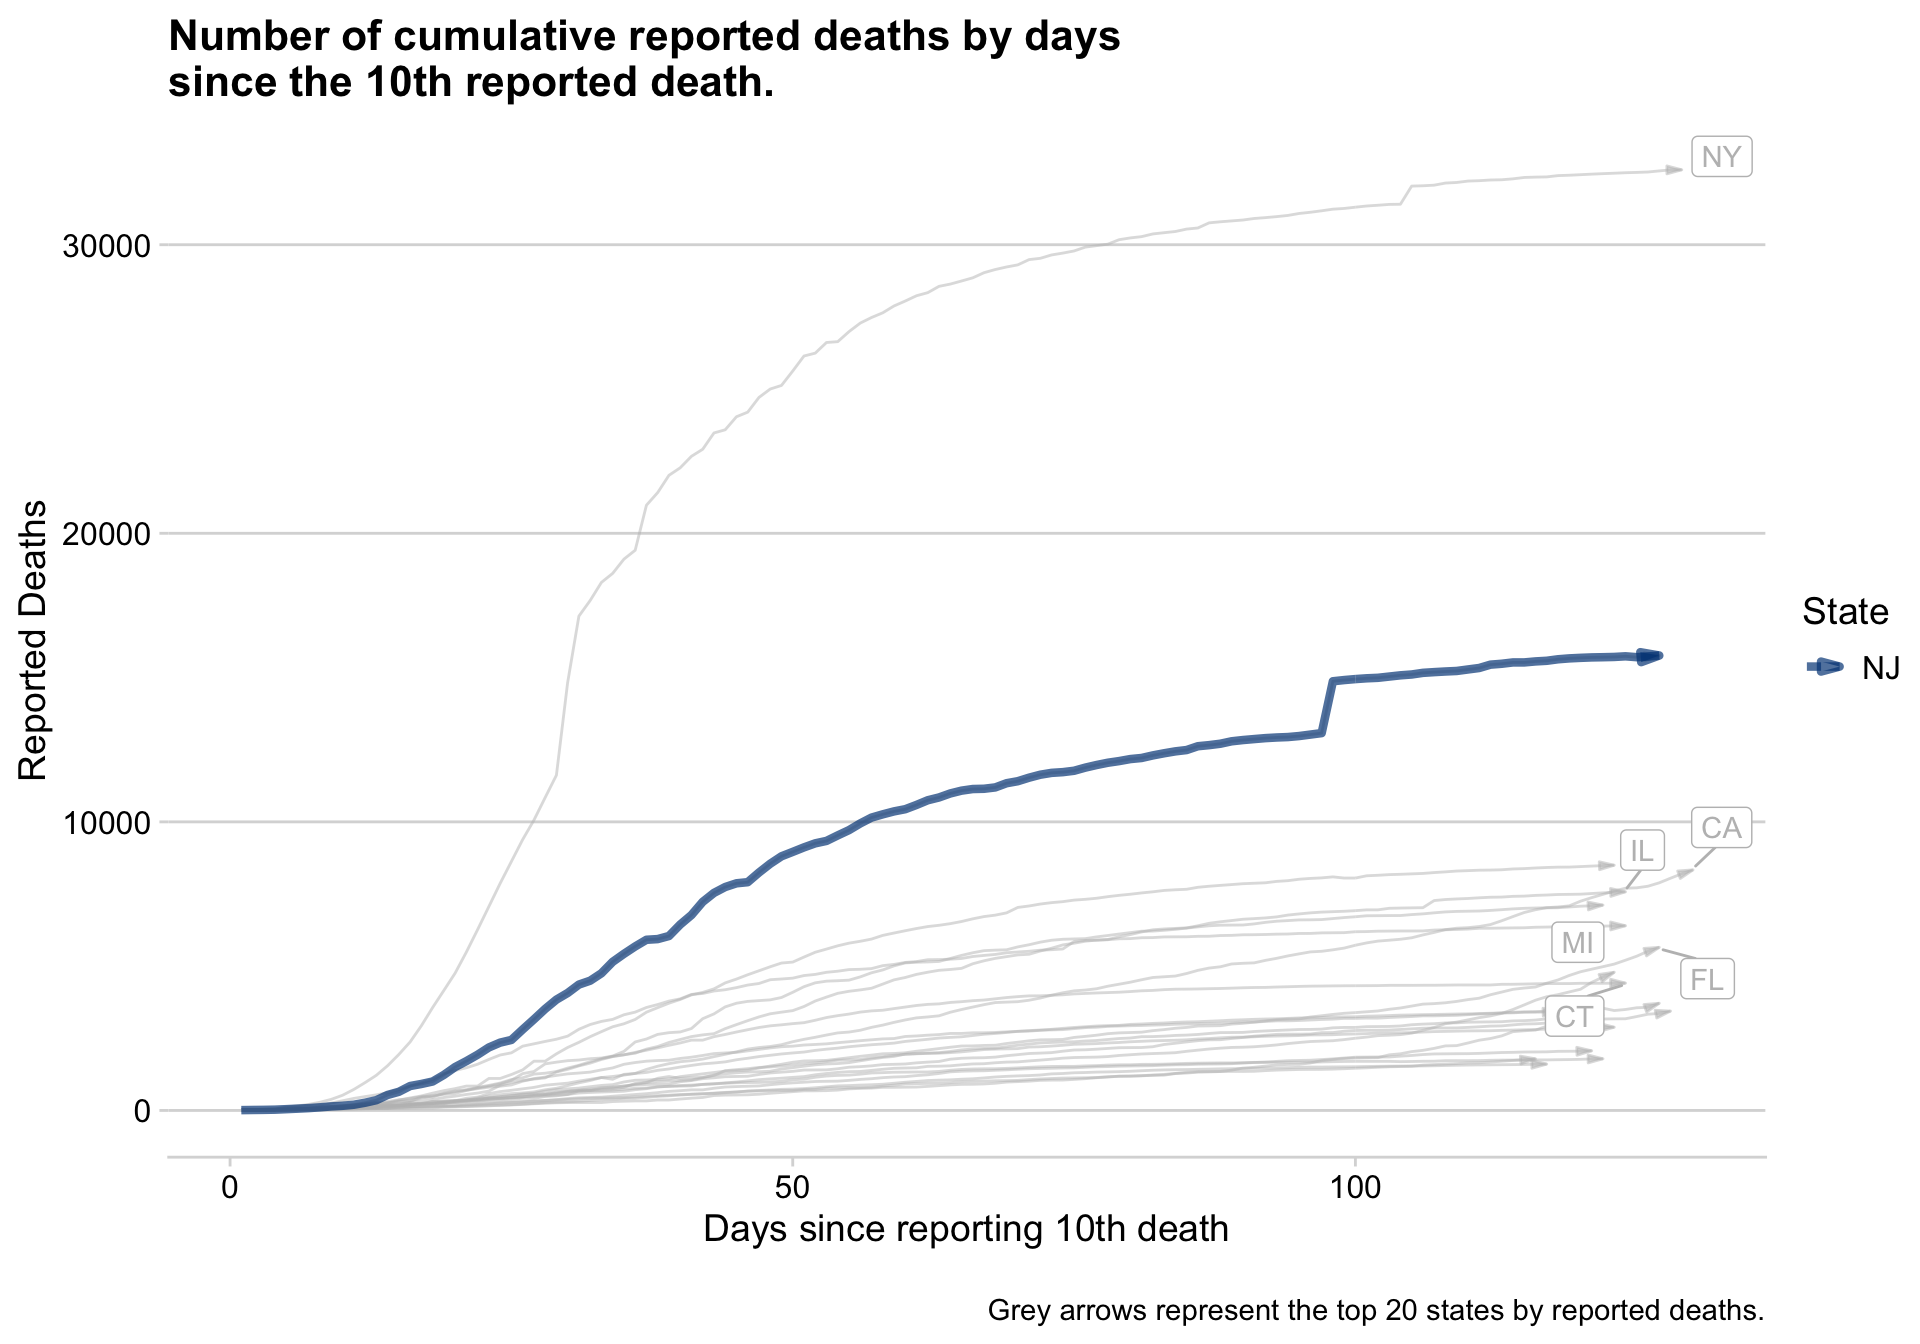 Number of cumulative reported deaths by days
since the 10th reported death.
NY
30000
20000
Reported Deaths
State
NJ
10000
CA
IL
MI
FL
CT
0
0
50
100
Days since reporting 10th death
Grey arrows represent the top 20 states by reported deaths.